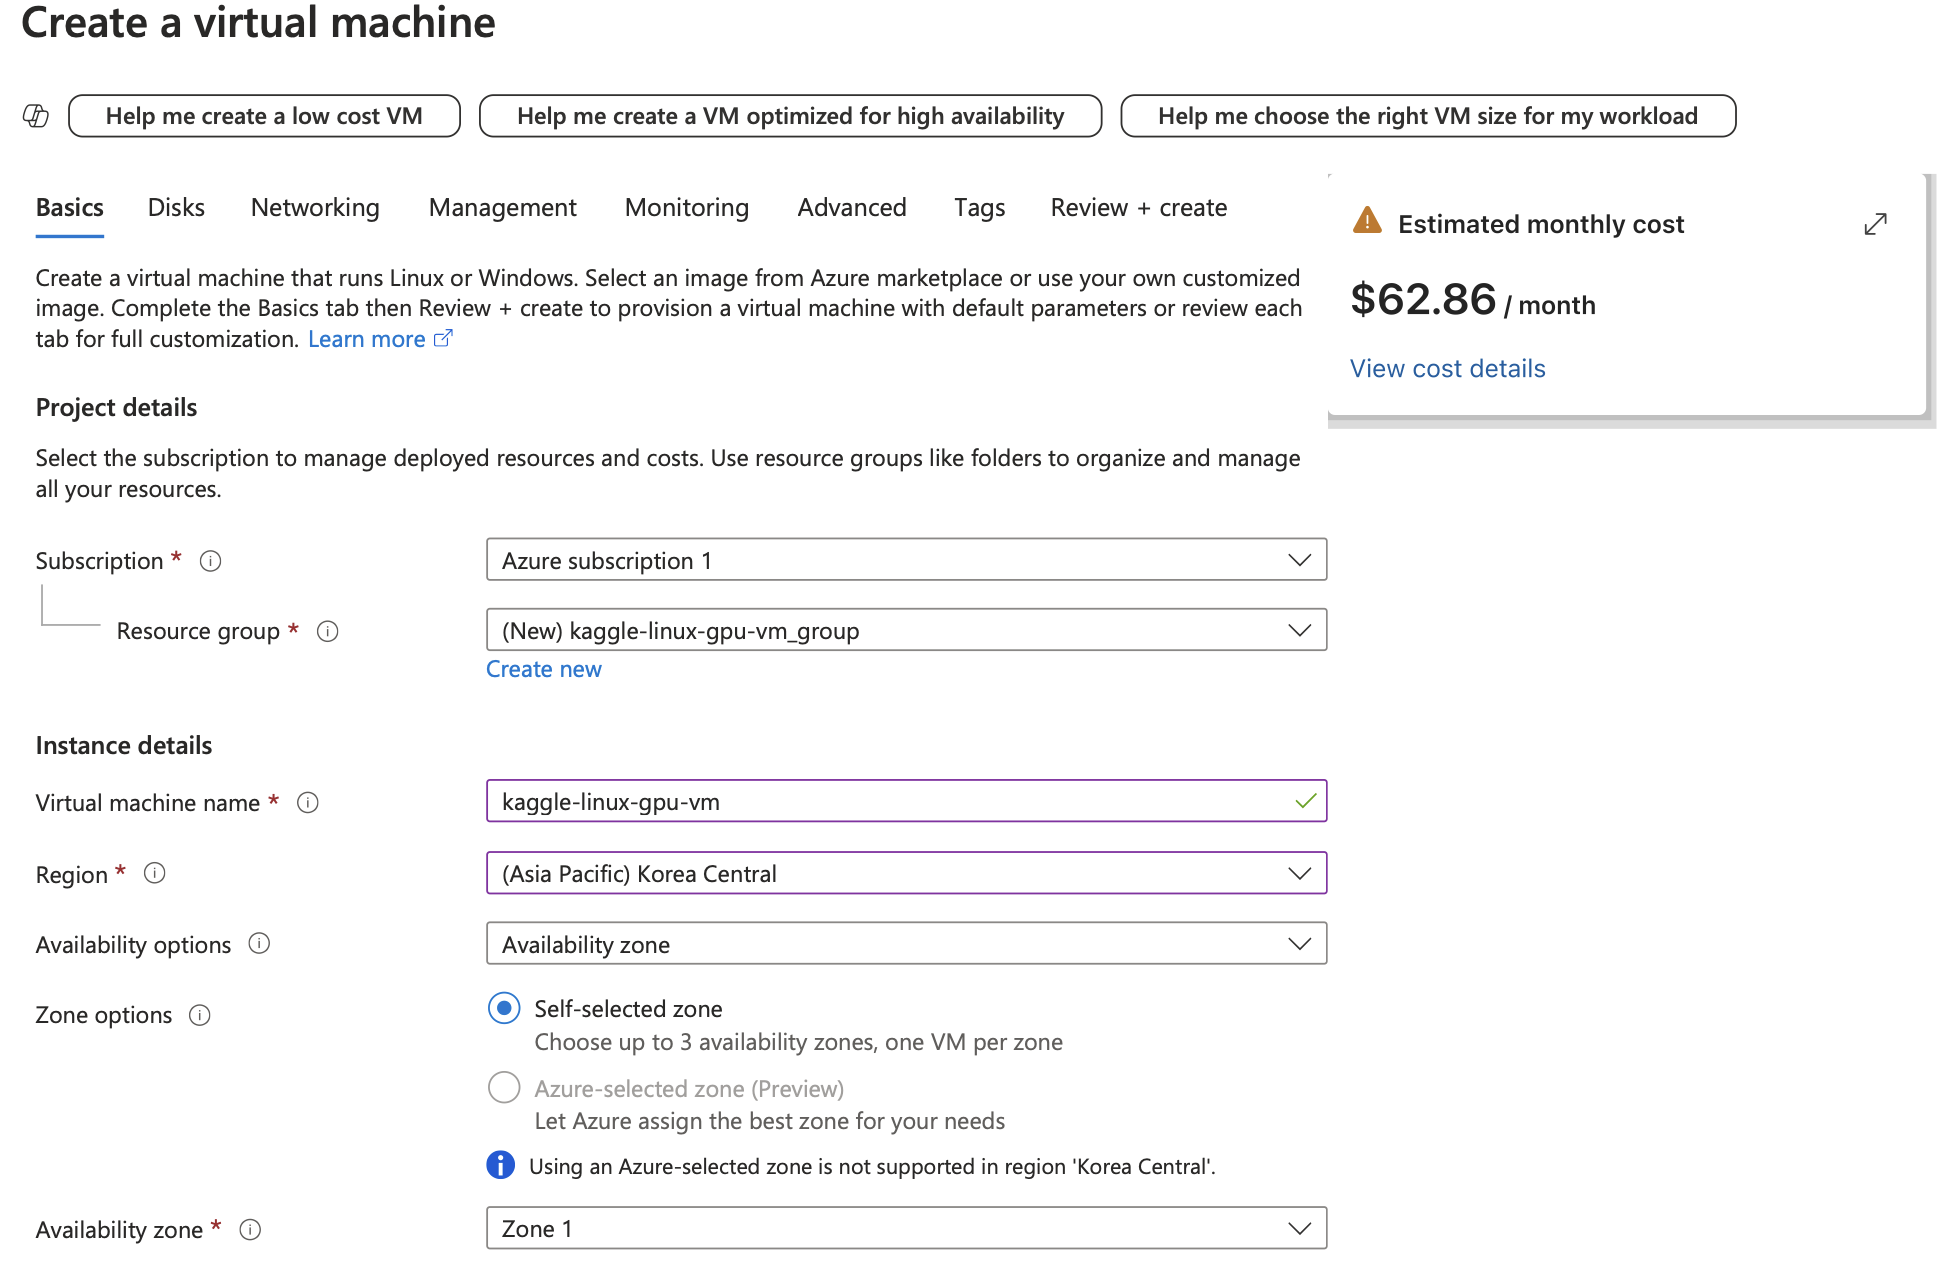 Create a virtual machine
Help me create a low cost VM
Help me create a VM optimized for high availability
Help me choose the right VM size for my workload
Basics Disks Networking Management Monitoring Advanced Tags Review + create
Create a virtual machine that runs Linux or Windows. Select an image from Azure marketplace or use your own customized
image. Complete the Basics tab then Review + create to provision a virtual machine with default parameters or review each
tab for full customization. Learn more
Estimated monthly cost
$62.86 / month
View cost details
Project details
Select the subscription to manage deployed resources and costs. Use resource groups like folders to organize and manage
all your resources.
Subscription *
Azure subscription 1
Resource group *
(New) kaggle-linux-gpu-vm_group
Create new
Instance details
Virtual machine name *
kaggle-linux-gpu-vm
Region *
(Asia Pacific) Korea Central
Availability options
Availability zone
Zone options
Self-selected zone
Choose up to 3 availability zones, one VM per zone
Azure-selected zone (Preview)
Let Azure assign the best zone for your needs
Using an Azure-selected zone is not supported in region 'Korea Central'.
Availability zone *
Zone 1